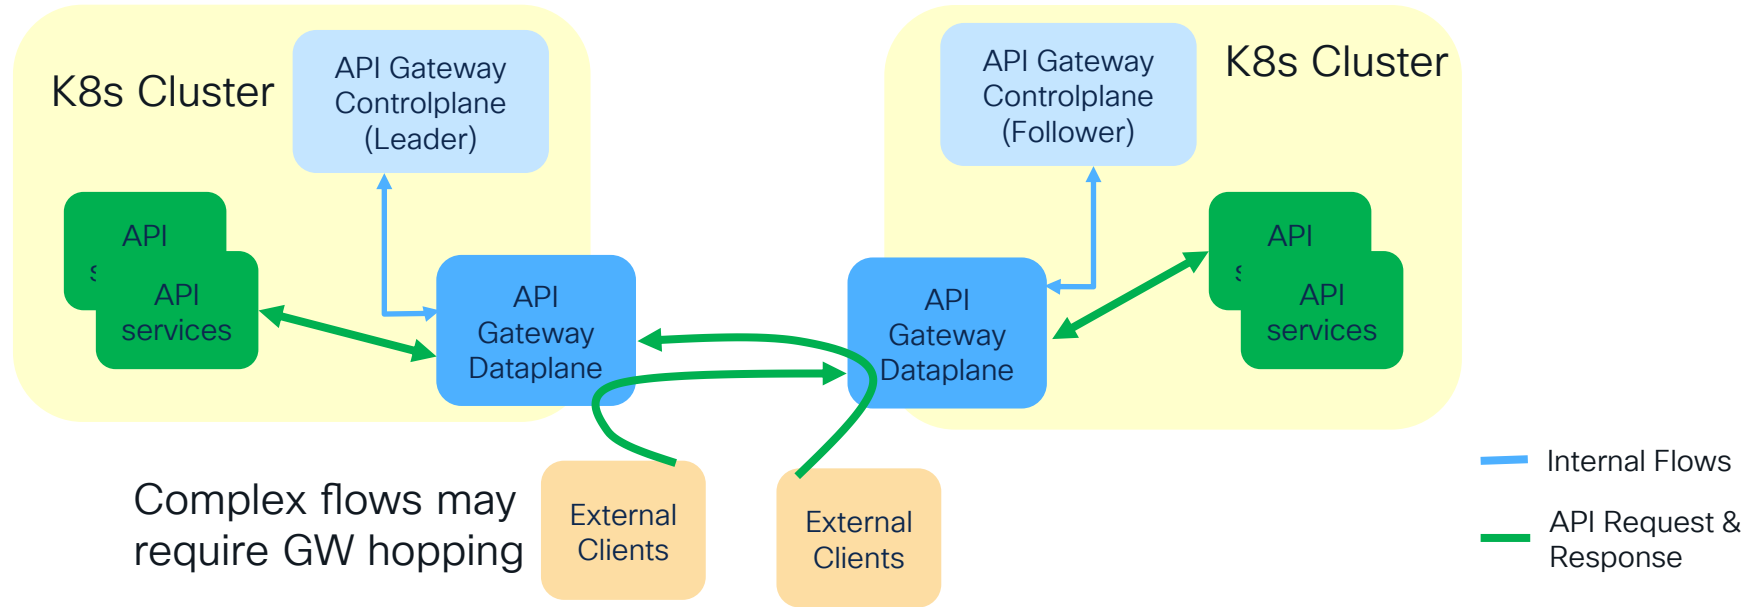 K8s Cluster
API Gateway
Controlplane
(Leader)
API
s
API
services
API
Gateway
Dataplane
API Gateway
Controlplane
(Follower)
K8s Cluster
API
Gateway
Dataplane
API
s
API
services
Complex flows may
require GW hopping
External
Clients
External
Clients
Internal Flows
API Request &
Response